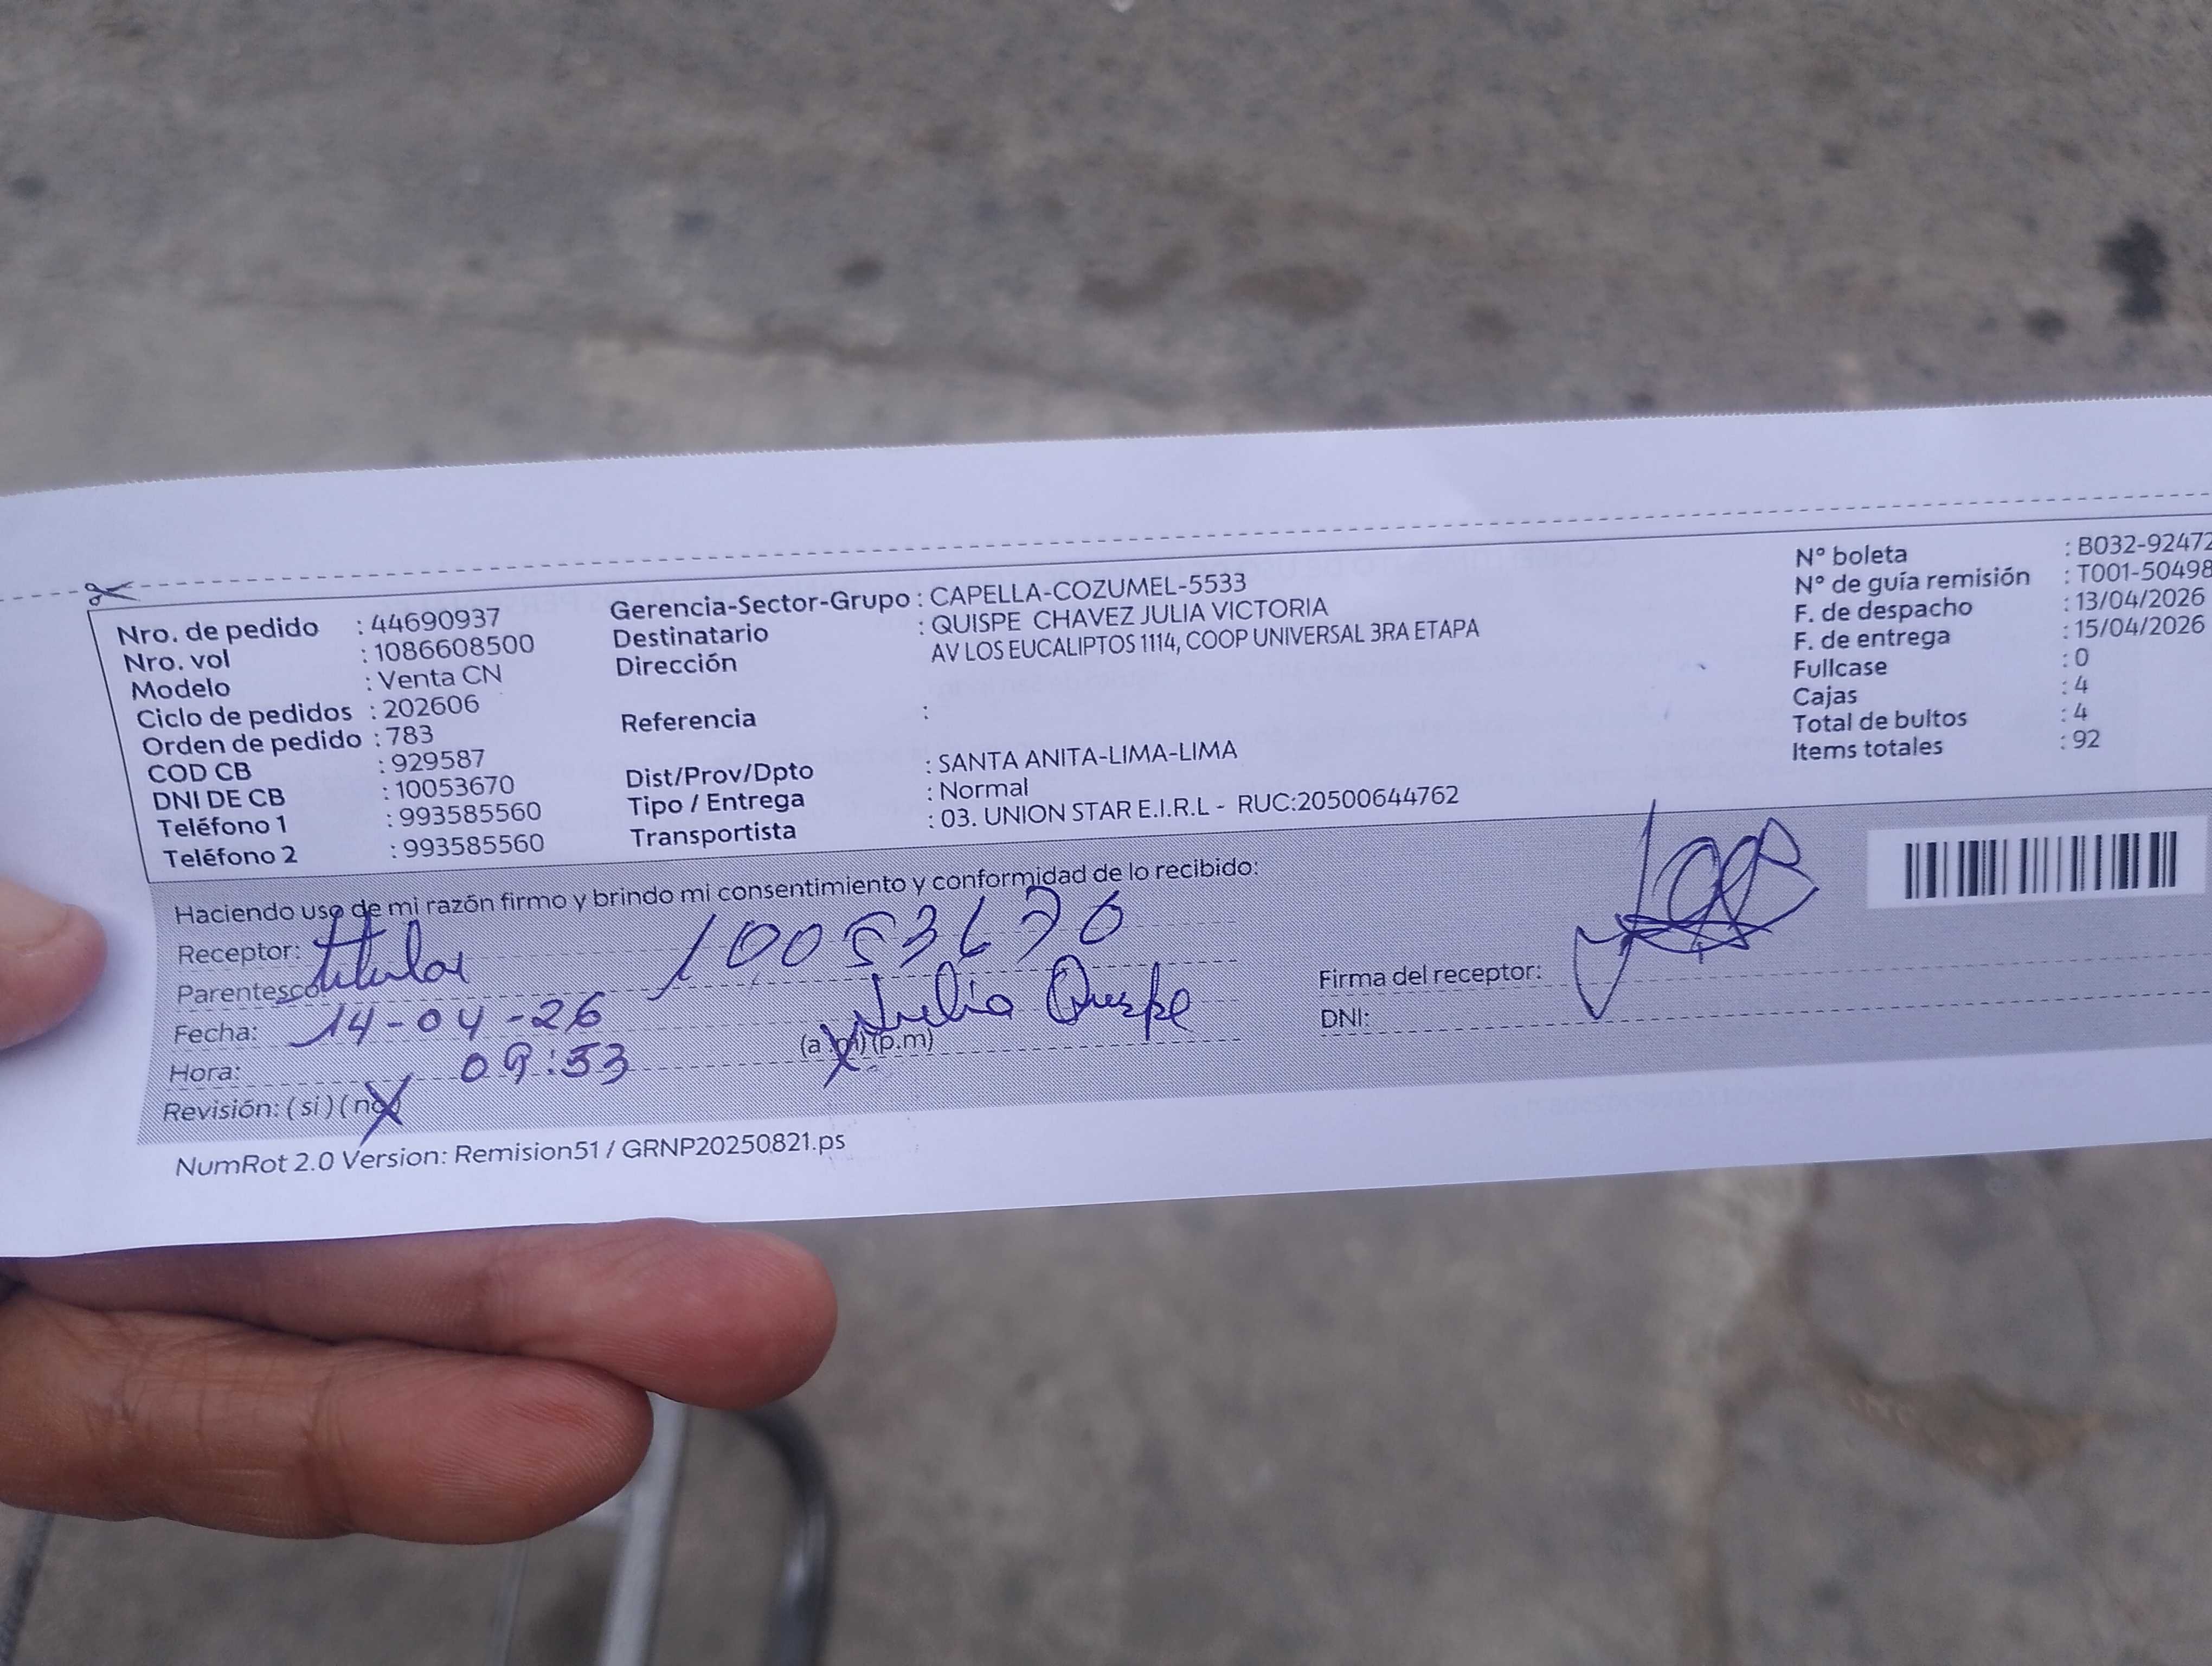 Nro. de pedido : 44690937
Nro. vol : 1086608500
Modelo : Venta CN
Ciclo de pedidos : 202606
Orden de pedido : 783
COD CB : 929587
DNI DE CB : 10053670
Teléfono 1 : 993585560
Teléfono 2 : 993585560
Gerencia-Sector-Grupo : CAPELLA-COZUMEL-5533
Destinatario : QUISPE CHAVEZ JULIA VICTORIA
Dirección AV LOS EUCALIPTOS 1114, COOP UNIVERSAL 3RA ETAPA
Referencia :
Dist/Prov/Dpto : SANTA ANITA-LIMA-LIMA
Tipo / Entrega : Normal
Transportista : 03. UNION STAR E.I.R.L - RUC:20500644762
N° boleta : B032-92472
N° de guía remisión : T001-50498
F. de despacho : 13/04/2026
F. de entrega : 15/04/2026
Fullcase : 0
Cajas : 4
Total de bultos : 4
Items totales : 92
Haciendo uso de mi razón firmo y brindo mi consentimiento y conformidad de lo recibido:
Receptor: titular 10053670
Parentesco: Julia Quispe
Fecha: 14-04-26
Hora: 09:53 (a.m) (p.m)
Revisión: (si) (no)
Firma del receptor:
DNI:
NumRot 2.0 Version: Remision51 / GRNP20250821.ps